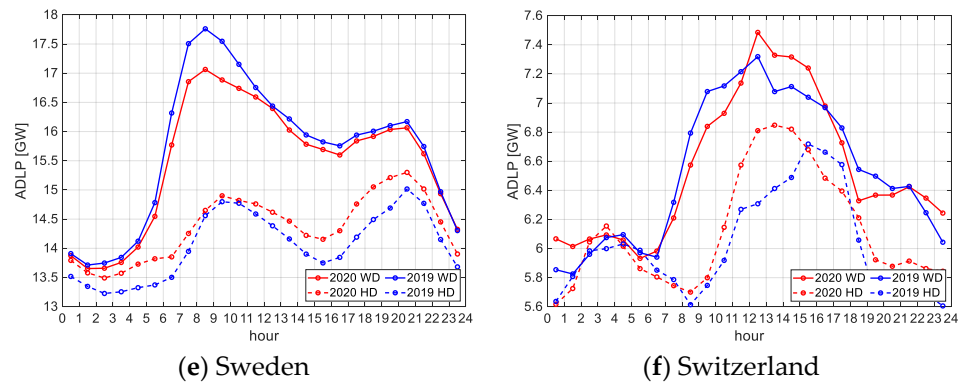 18
17.5
17
16.5
16
15.5
15
14.5
14
13.5
13
ADLP [GW]
0 1 2 3 4 5 6 7 8 9 10 11 12 13 14 15 16 17 18 19 20 21 22 23 24
hour
2020 WD 2019 WD
2020 HD 2019 HD
(e) Sweden
7.6
7.4
7.2
7
6.8
6.6
6.4
6.2
6
5.8
5.6
ADLP [GW]
0 1 2 3 4 5 6 7 8 9 10 11 12 13 14 15 16 17 18 19 20 21 22 23 24
hour
2020 WD 2019 WD
2020 HD 2019 HD
(f) Switzerland